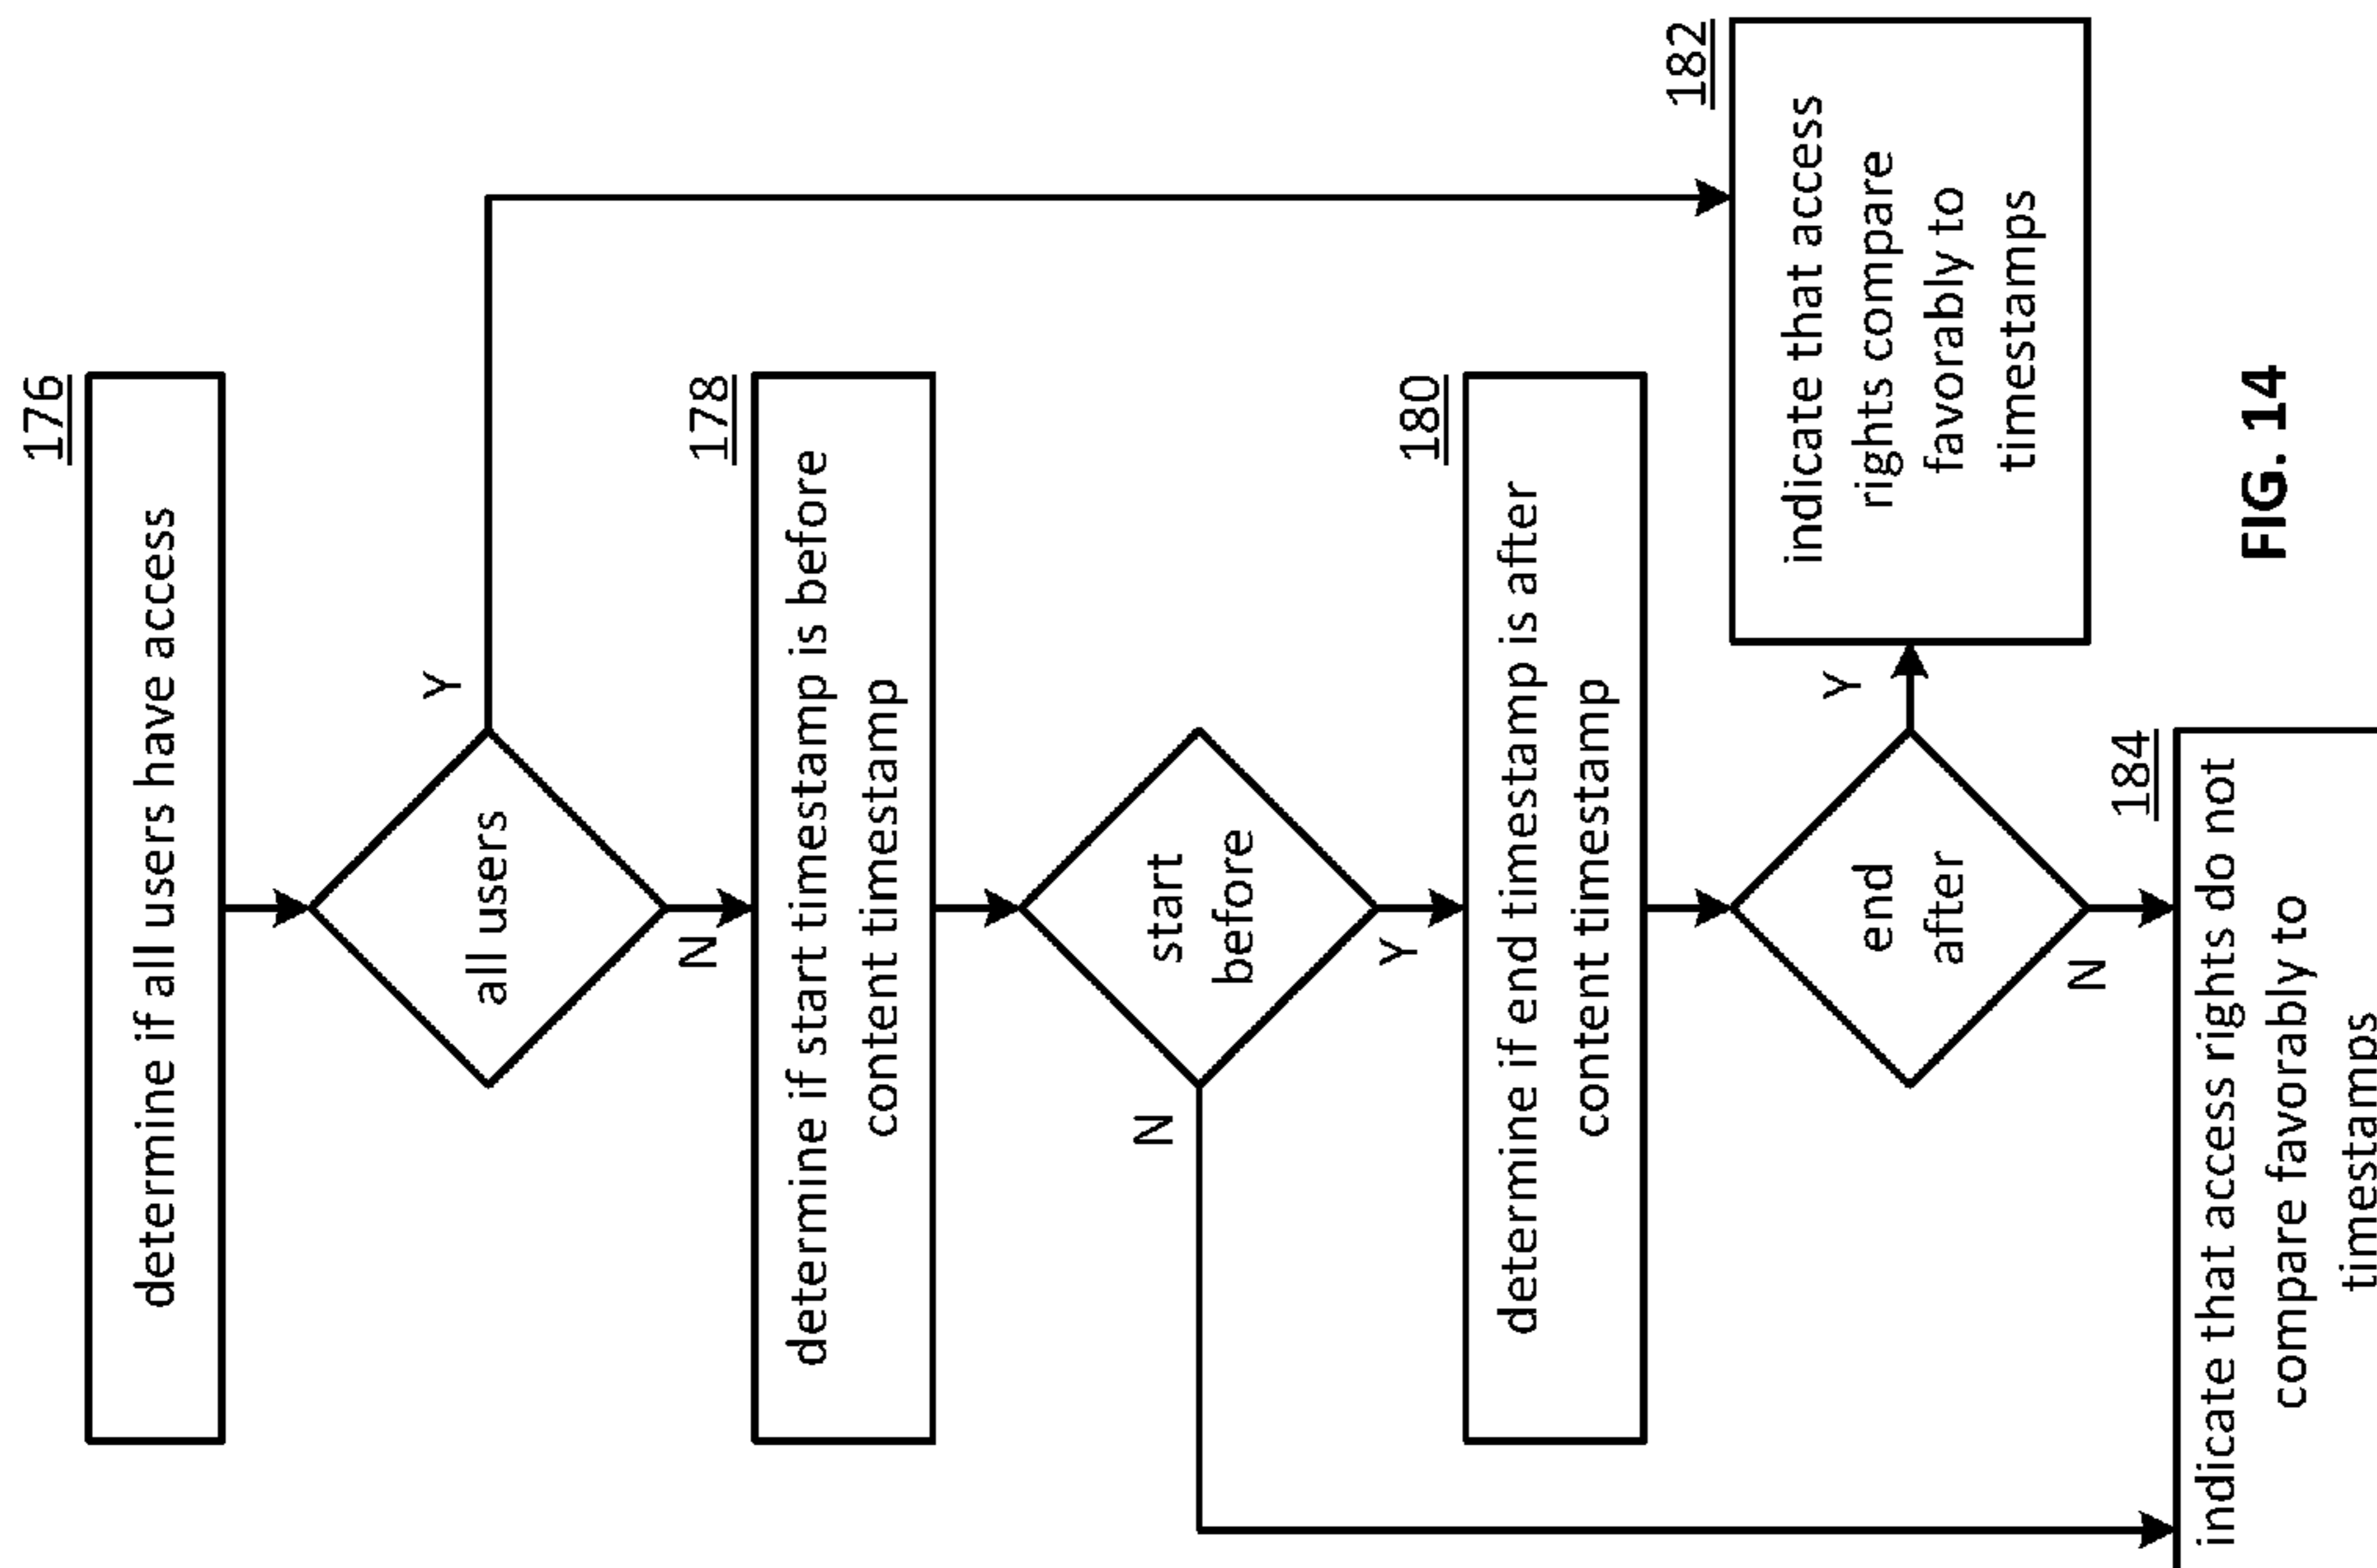 176
determine if all users have access
all users
Y
N
178
determine if start timestamp is before
content timestamp
start
before
N
Y
180
determine if end timestamp is after
content timestamp
end
after
Y
N
182
indicate that access
rights compare
favorably to
timestamps
184
indicate that access rights do not
compare favorably to
timestamps
FIG. 14